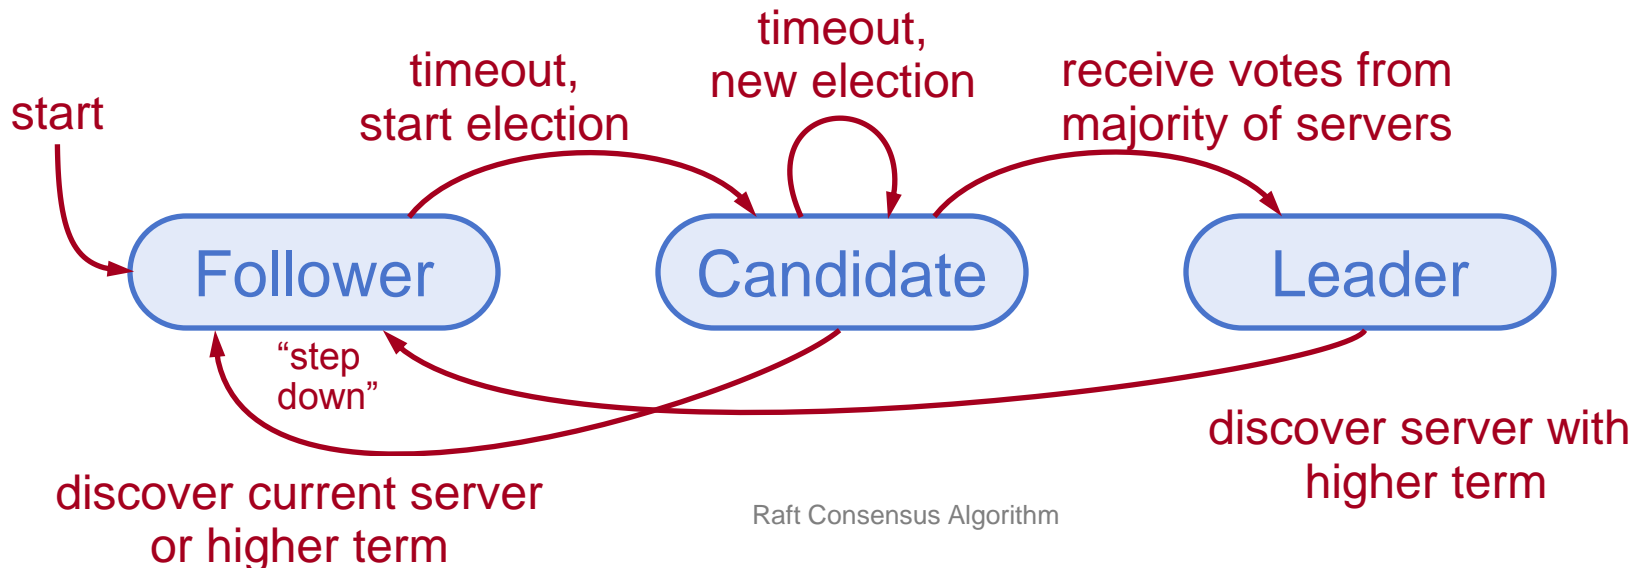 start
timeout,
start election
timeout,
new election
receive votes from
majority of servers
Follower
Candidate
Leader
“step
down”
discover current server
or higher term
discover server with
higher term
Raft Consensus Algorithm